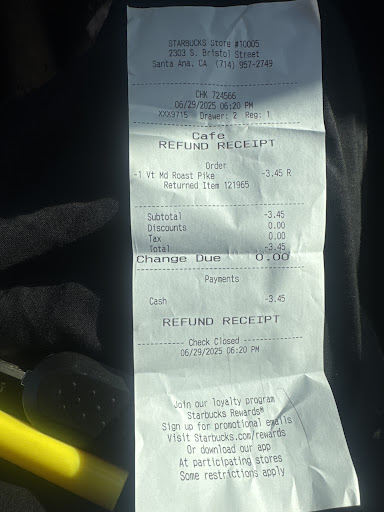 STARBUCKS Store #10005
2303 S. Bristol Street
Santa Ana, CA (714) 957-2749
CHK 724566
06/29/2025 06:20 PM
XXX9715 Drawer: 2 Reg: 1
Cafe
REFUND RECEIPT
Order
-1 Vt Md Roast Pike -3.45 R
Returned Item 121965
Subtotal -3.45
Discounts 0.00
Tax 0.00
Total -3.45
Change Due 0.00
Payments
Cash -3.45
REFUND RECEIPT
---------- Check Closed ----------
06/29/2025 06:20 PM
Join our loyalty program
Starbucks Rewards®
Sign up for promotional emails
Visit Starbucks.com/rewards
Or download our app
At participating stores
Some restrictions apply